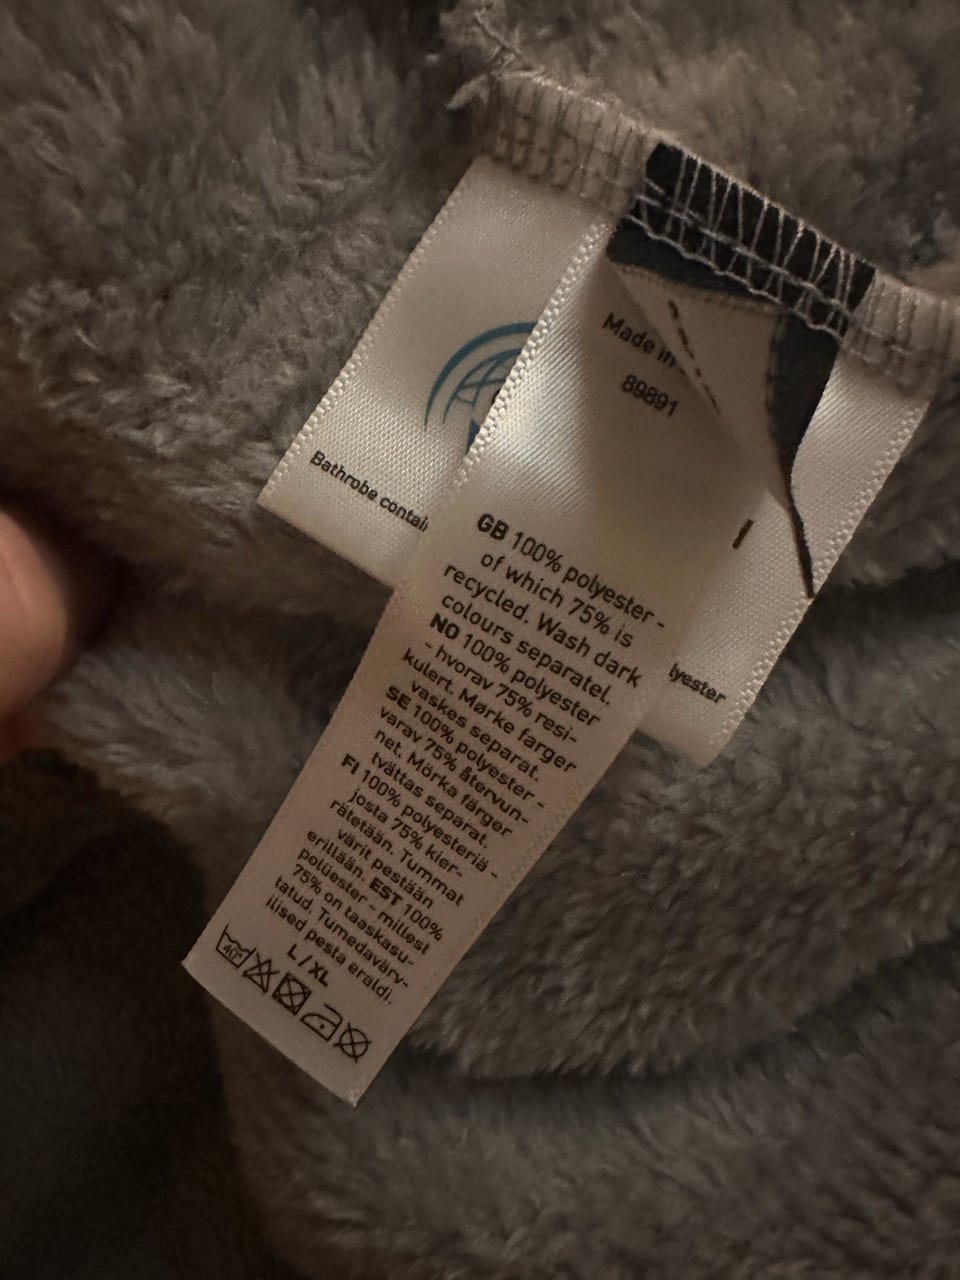 Made in
89891
Bathrobe contai
lyester
GB 100% polyester -
of which 75% is
recycled. Wash dark
colours separatel.
NO 100% polyester
- hvorav 75% resi-
kulert. Mørke farger
vaskes separat.
SE 100% polyester -
varav 75% återvun-
net. Mörka färger
tvättas separat.
FI 100% polyesteriä -
josta 75% kier-
rätetään. Tummat
värit pestään
erillään. EST 100%
polüester - millest
75% on taaskasu-
tatud. Tumedavärv-
ilised pesta eraldi.
L / XL
40°